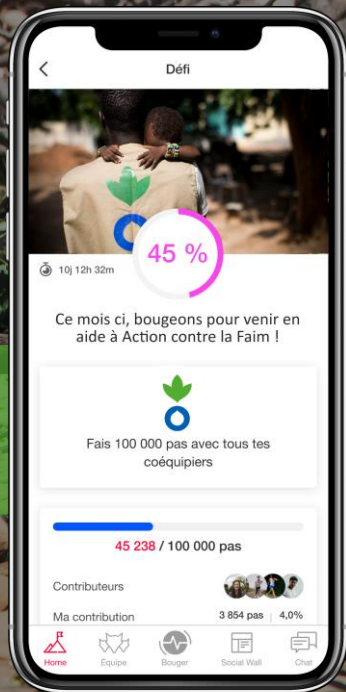 Défi
45 %
10j 12h 32m
Ce mois ci, bougeons pour venir en
aide à Action contre la Faim !
Fais 100 000 pas avec tous tes
coéquipiers
45 238 / 100 000 pas
Contributeurs
Ma contribution 3 854 pas | 4,0%
Home Équipe Bouger Social Wall Chat